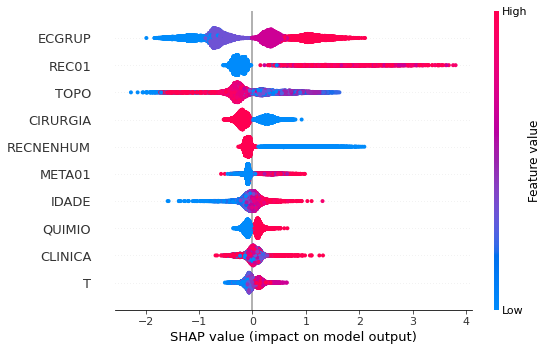 High
ECGRUP
REC01
TOPO
CIRURGIA
RECNENHUM
META01
IDADE
QUIMIO
CLINICA
T
Feature value
Low
−2 −1 0 1 2 3 4
SHAP value (impact on model output)